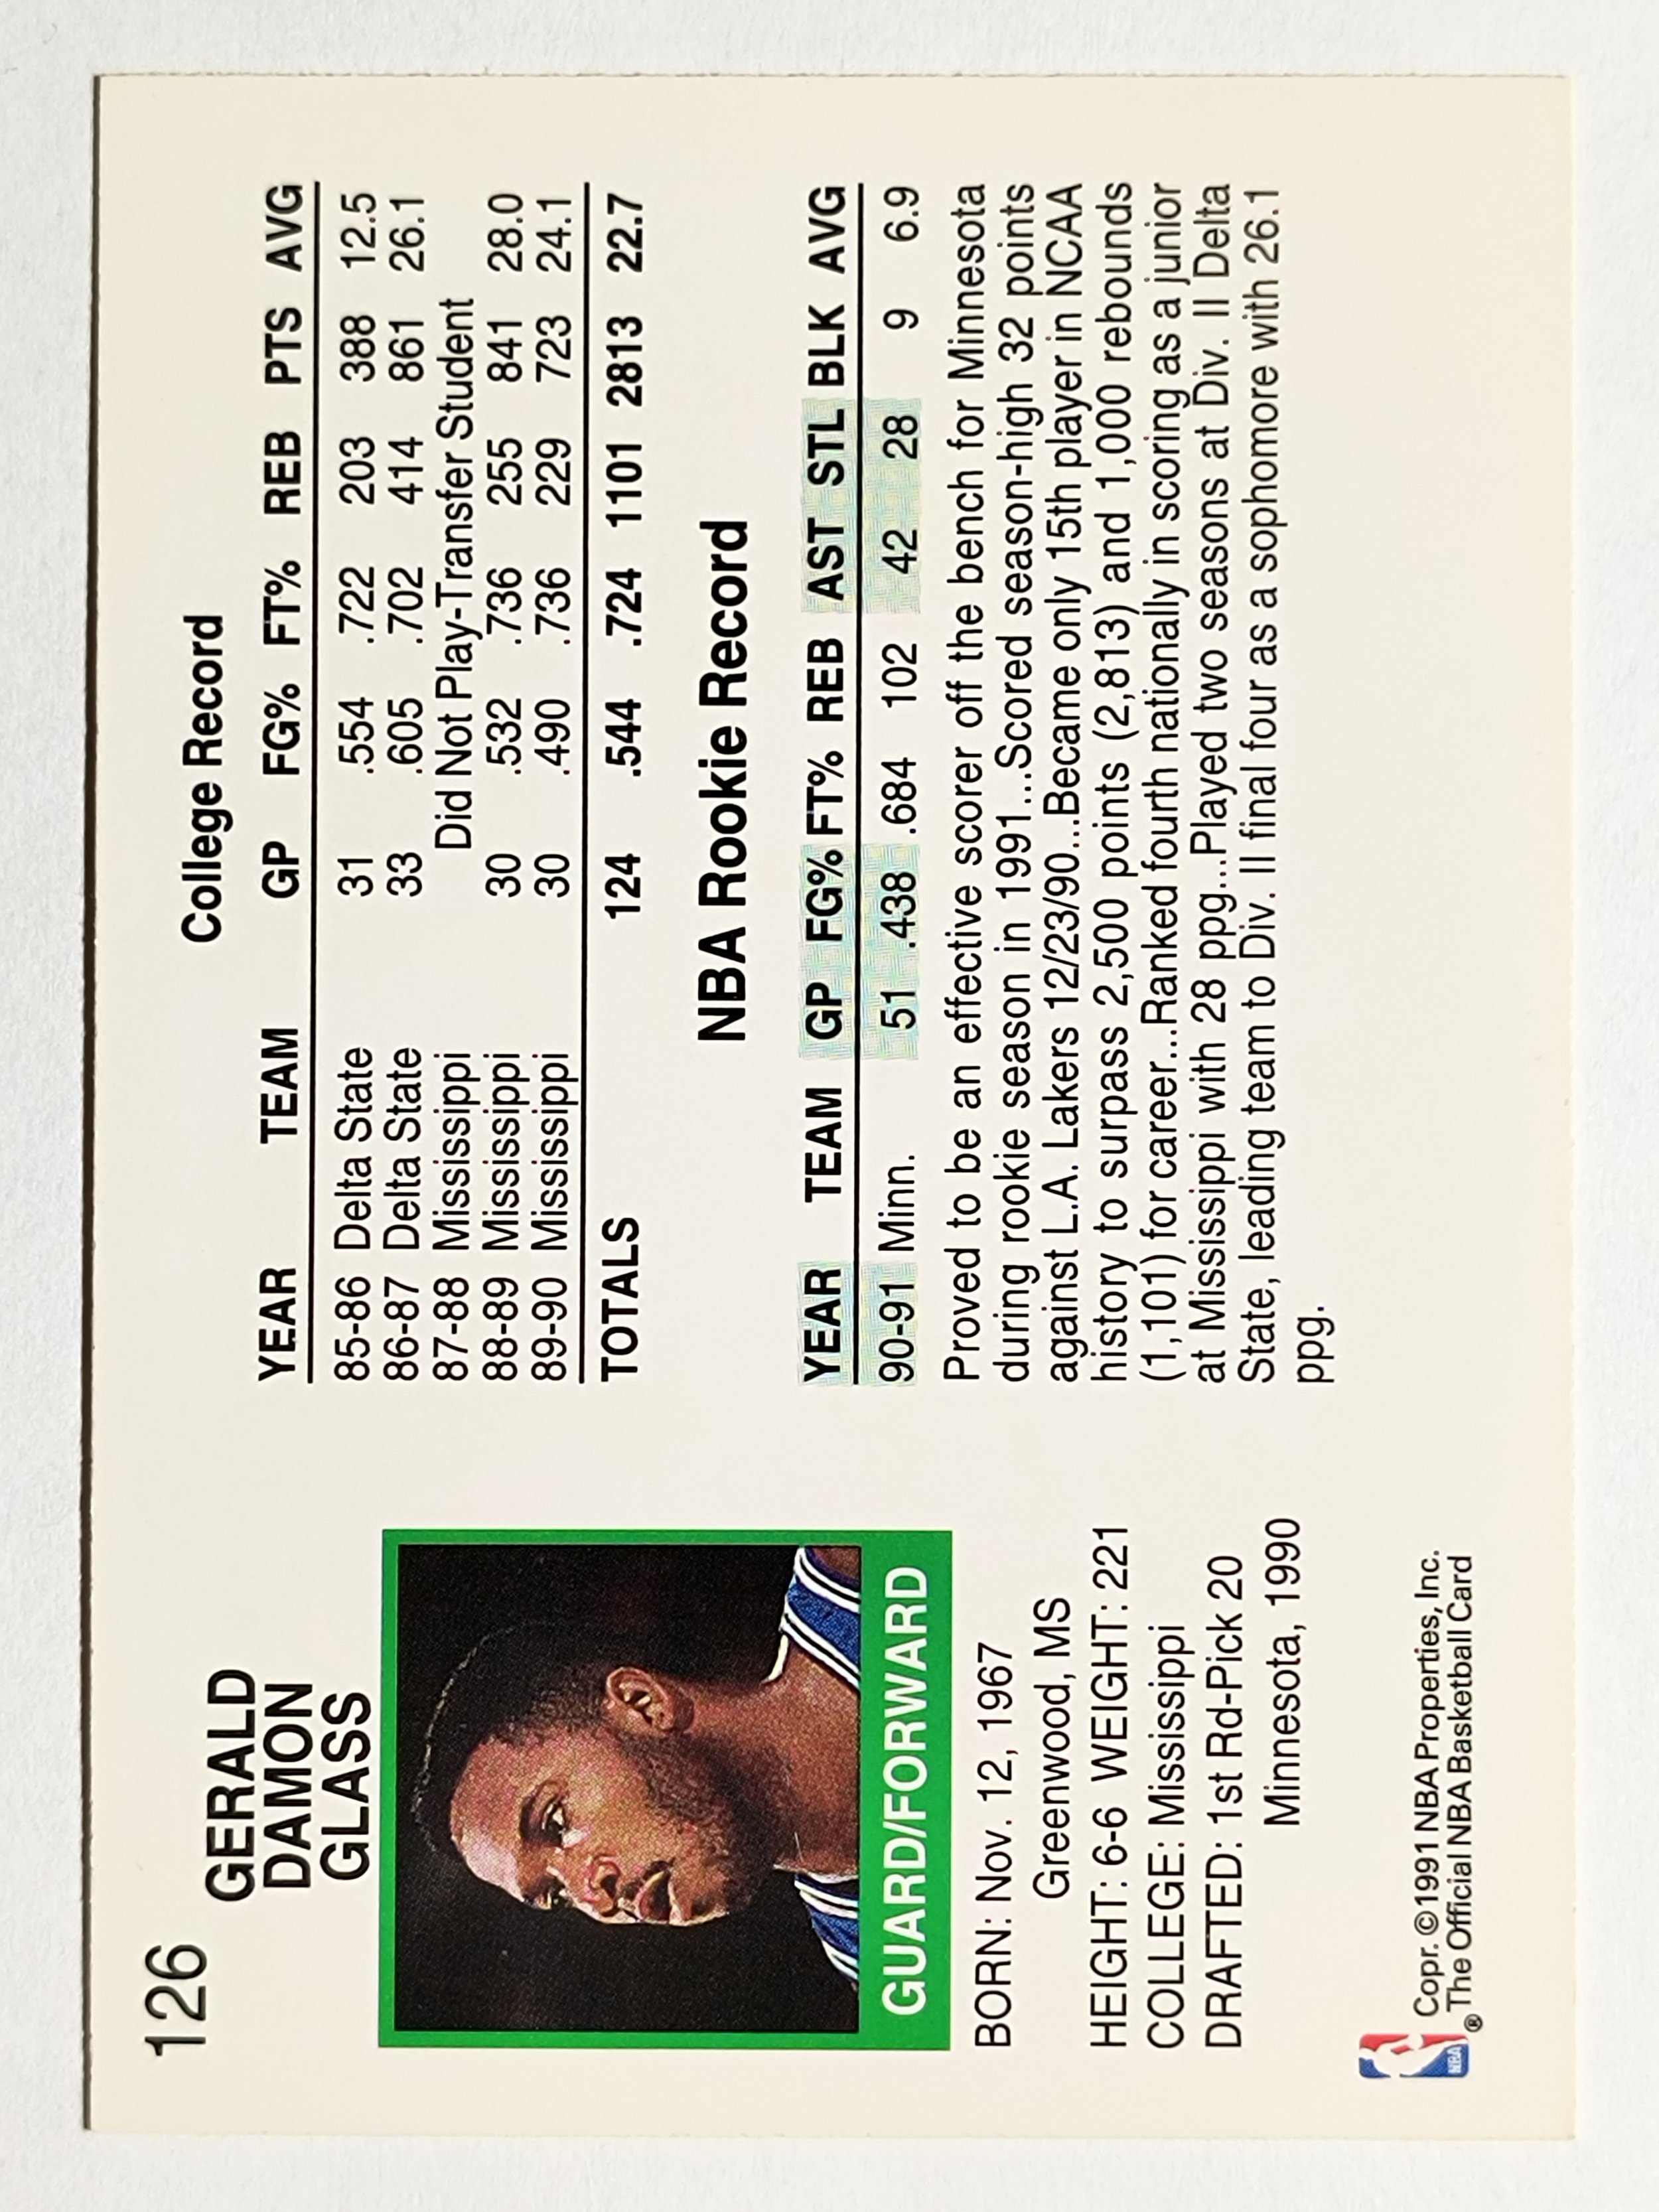 126
GERALD
DAMON
GLASS
GUARD/FORWARD
BORN: Nov. 12, 1967
Greenwood, MS
HEIGHT: 6-6 WEIGHT: 221
COLLEGE: Mississippi
DRAFTED: 1st Rd-Pick 20
Minnesota, 1990
NBA
®
Copr. ©1991 NBA Properties, Inc.
The Official NBA Basketball Card
College Record
YEAR TEAM GP FG% FT% REB PTS AVG
85-86 Delta State 31 .554 .722 203 388 12.5
86-87 Delta State 33 .605 .702 414 861 26.1
87-88 Mississippi Did Not Play-Transfer Student
88-89 Mississippi 30 .532 .736 255 841 28.0
89-90 Mississippi 30 .490 .736 229 723 24.1
TOTALS 124 .544 .724 1101 2813 22.7
NBA Rookie Record
YEAR TEAM GP FG% FT% REB AST STL BLK AVG
90-91 Minn. 51 .438 .684 102 42 28 9 6.9
Proved to be an effective scorer off the bench for Minnesota
during rookie season in 1991...Scored season-high 32 points
against L.A. Lakers 12/23/90...Became only 15th player in NCAA
history to surpass 2,500 points (2,813) and 1,000 rebounds
(1,101) for career...Ranked fourth nationally in scoring as a junior
at Mississippi with 28 ppg...Played two seasons at Div. II Delta
State, leading team to Div. II final four as a sophomore with 26.1
ppg.